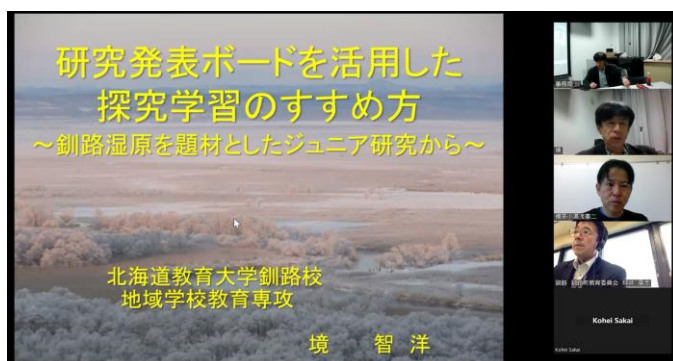 研究発表ボードを活用した
探究学習のすすめ方
～釧路湿原を題材としたジュニア研究から～
北海道教育大学釧路校
地域学校教育専攻
境　智洋
Kohei Sakai
Kohei Sakai